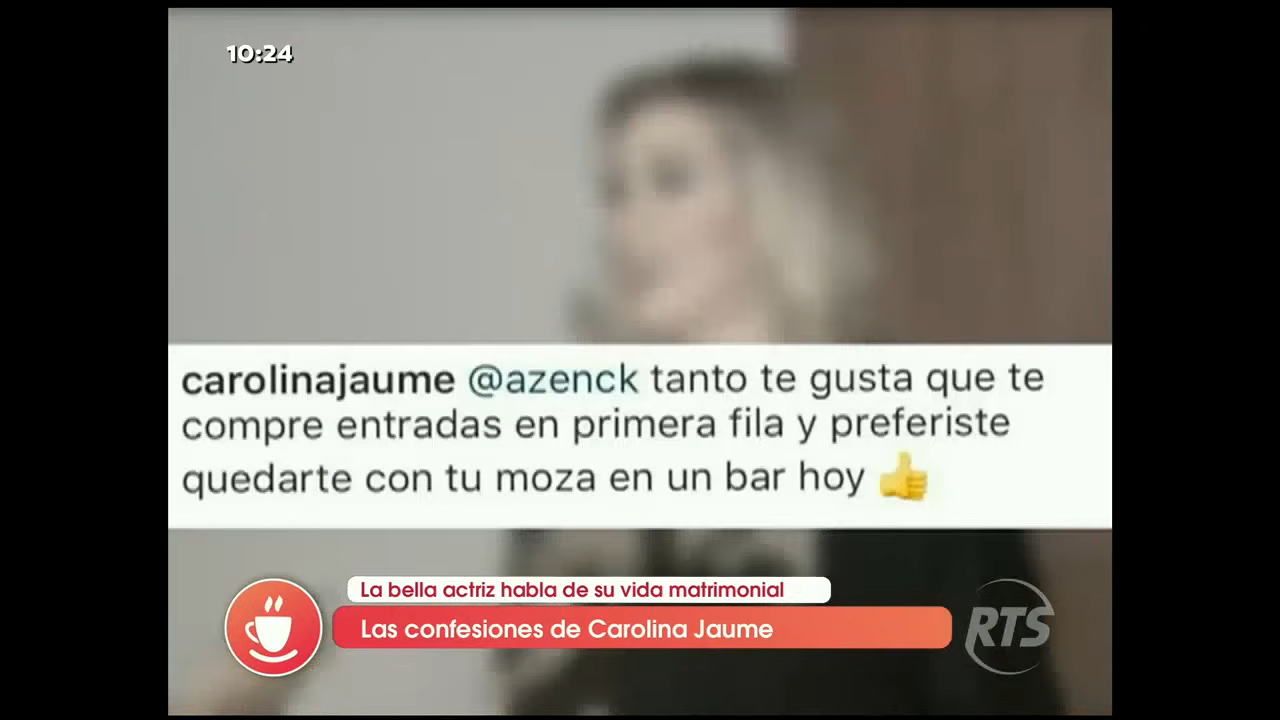 10:24
carolinajaume @azenck tanto te gusta que te
compre entradas en primera fila y preferiste
quedarte con tu moza en un bar hoy 👍
La bella actriz habla de su vida matrimonial
Las confesiones de Carolina Jaume
RTS